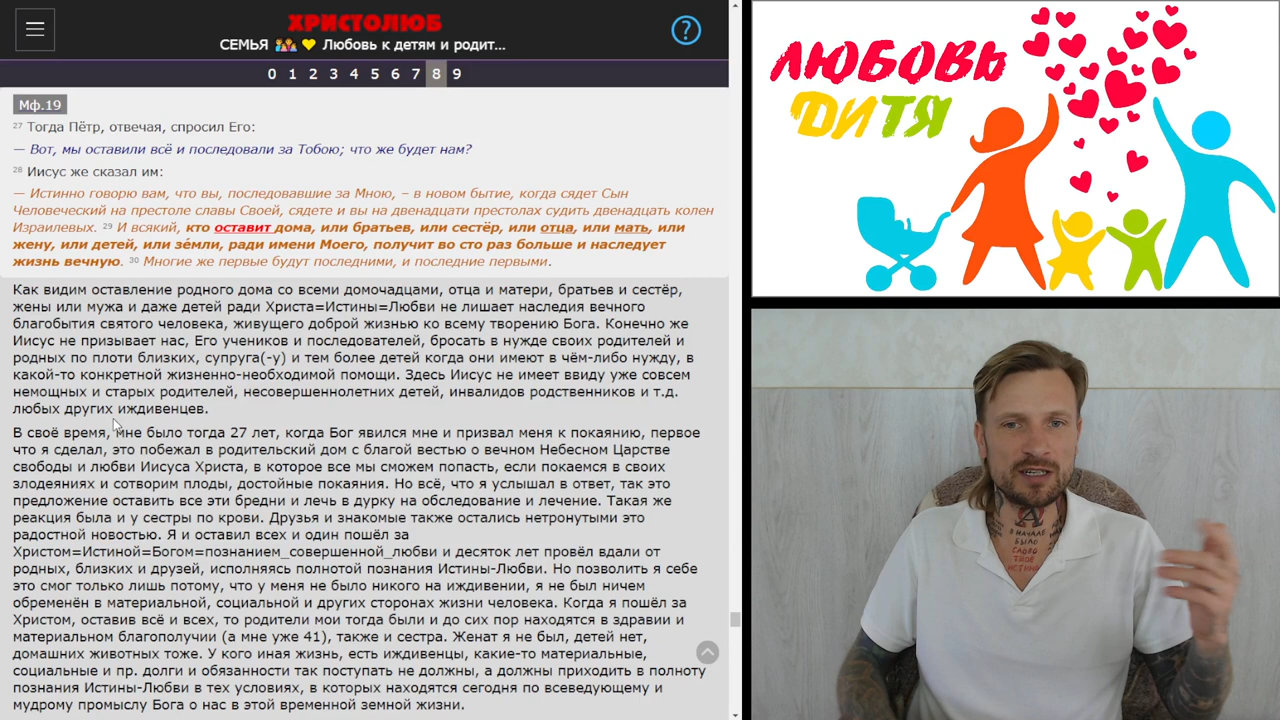 ХРИСТОЛЮБ
СЕМЬЯ 👩‍👩‍👧‍👦 💛 Любовь к детям и родит...
0 1 2 3 4 5 6 7 8 9
Мф.19
27 Тогда Пётр, отвечая, спросил Его:
— Вот, мы оставили всё и последовали за Тобою; что же будет нам?
28 Иисус же сказал им:
— Истинно говорю вам, что вы, последовавшие за Мною, – в новом бытие, когда сядет Сын
Человеческий на престоле славы Своей, сядете и вы на двенадцати престолах судить двенадцать колен
Израилевых. 29 И всякий, кто оставит дома, или братьев, или сестёр, или отца, или мать, или
жену, или детей, или зе́мли, ради имени Моего, получит во сто раз больше и наследует
жизнь вечную. 30 Многие же первые будут последними, и последние первыми.
Как видим оставление родного дома со всеми домочадцами, отца и матери, братьев и сестёр,
жены или мужа и даже детей ради Христа=Истины=Любви не лишает наследия вечного
благобытия святого человека, живущего доброй жизнью ко всему творению Бога. Конечно же
Иисус не призывает нас, Его учеников и последователей, бросать в нужде своих родителей и
родных по плоти близких, супруга(-у) и тем более детей когда они имеют в чём-либо нужду, в
какой-то конкретной жизненно-необходимой помощи. Здесь Иисус не имеет ввиду уже совсем
немощных и старых родителей, несовершеннолетних детей, инвалидов родственников и т.д.
любых других иждивенцев.
В своё время, мне было тогда 27 лет, когда Бог явился мне и призвал меня к покаянию, первое
что я сделал, это побежал в родительский дом с благой вестью о вечном Небесном Царстве
свободы и любви Иисуса Христа, в которое все мы сможем попасть, если покаемся в своих
злодеяниях и сотворим плоды, достойные покаяния. Но всё, что я услышал в ответ, так это
предложение оставить все эти бредни и лечь в дурку на обследование и лечение. Такая же
реакция была и у сестры по крови. Друзья и знакомые также остались нетронутыми это
радостной новостью. Я и оставил всех и один пошёл за
Христом=Истиной=Богом=познанием_совершенной_любви и десяток лет провёл вдали от
родных, близких и друзей, исполняясь полнотой познания Истины-Любви. Но позволить я себе
это смог только лишь потому, что у меня не было никого на иждивении, я не был ничем
обременён в материальной, социальной и других сторонах жизни человека. Когда я пошёл за
Христом, оставив всё и всех, то родители мои тогда были и до сих пор находятся в здравии и
материальном благополучии (а мне уже 41), также и сестра. Женат я не был, детей нет,
домашних животных тоже. У кого иная жизнь, есть иждивенцы, какие-то материальные,
социальные и пр. долги и обязанности так поступать не должны, а должны приходить в полноту
познания Истины-Любви в тех условиях, в которых находятся сегодня по всеведующему и
мудрому промыслу Бога о нас в этой временной земной жизни.
ЛЮБОВЬ
ДИТЯ
В НАЧАЛЕ
БЫЛО
СЛОВО
ТВОЕ
ИСТИНА